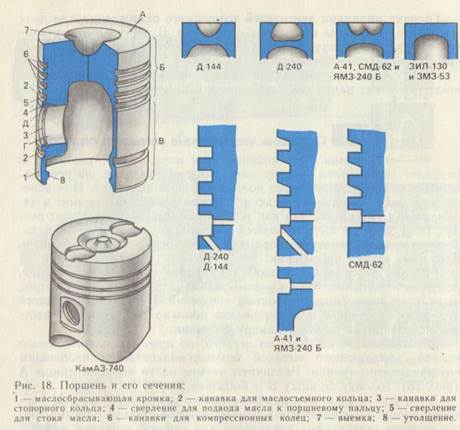 7
А
6
2
5
4
Д
3
Г
2
1
8
Б
В
Д-144
Д-240
А-41, СМД-62 и
ЯМЗ-240 Б
ЗИЛ-130
и ЗМЗ-53
Д-240
Д-144
СМД-62
А-41 и
ЯМЗ-240 Б
КамАЗ-740
Рис. 18. Поршень и его сечения:
1 — маслосбрасывающая кромка; 2 — канавка для маслосъемного кольца; 3 — канавка для
стопорного кольца; 4 — сверление для подвода масла к поршневому пальцу; 5 — сверление
для стока масла; 6 — канавки для компрессионных колец; 7 — выемка; 8 — утолщение.